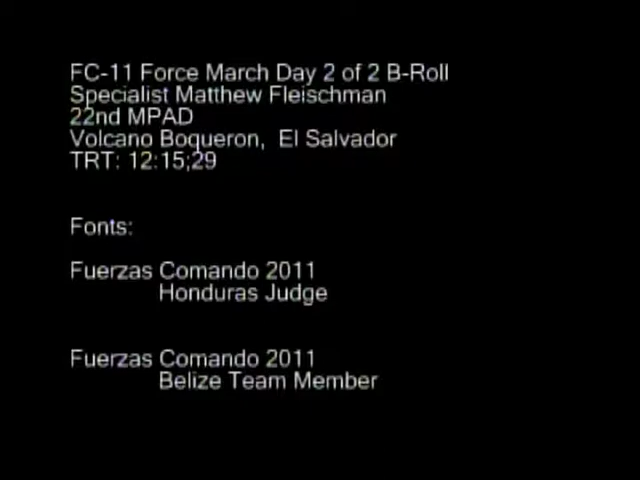 FC-11 Force March Day 2 of 2 B-Roll
Specialist Matthew Fleischman
22nd MPAD
Volcano Boqueron,  El Salvador
TRT: 12:15;29
Fonts:
Fuerzas Comando 2011
Honduras Judge
Fuerzas Comando 2011
Belize Team Member